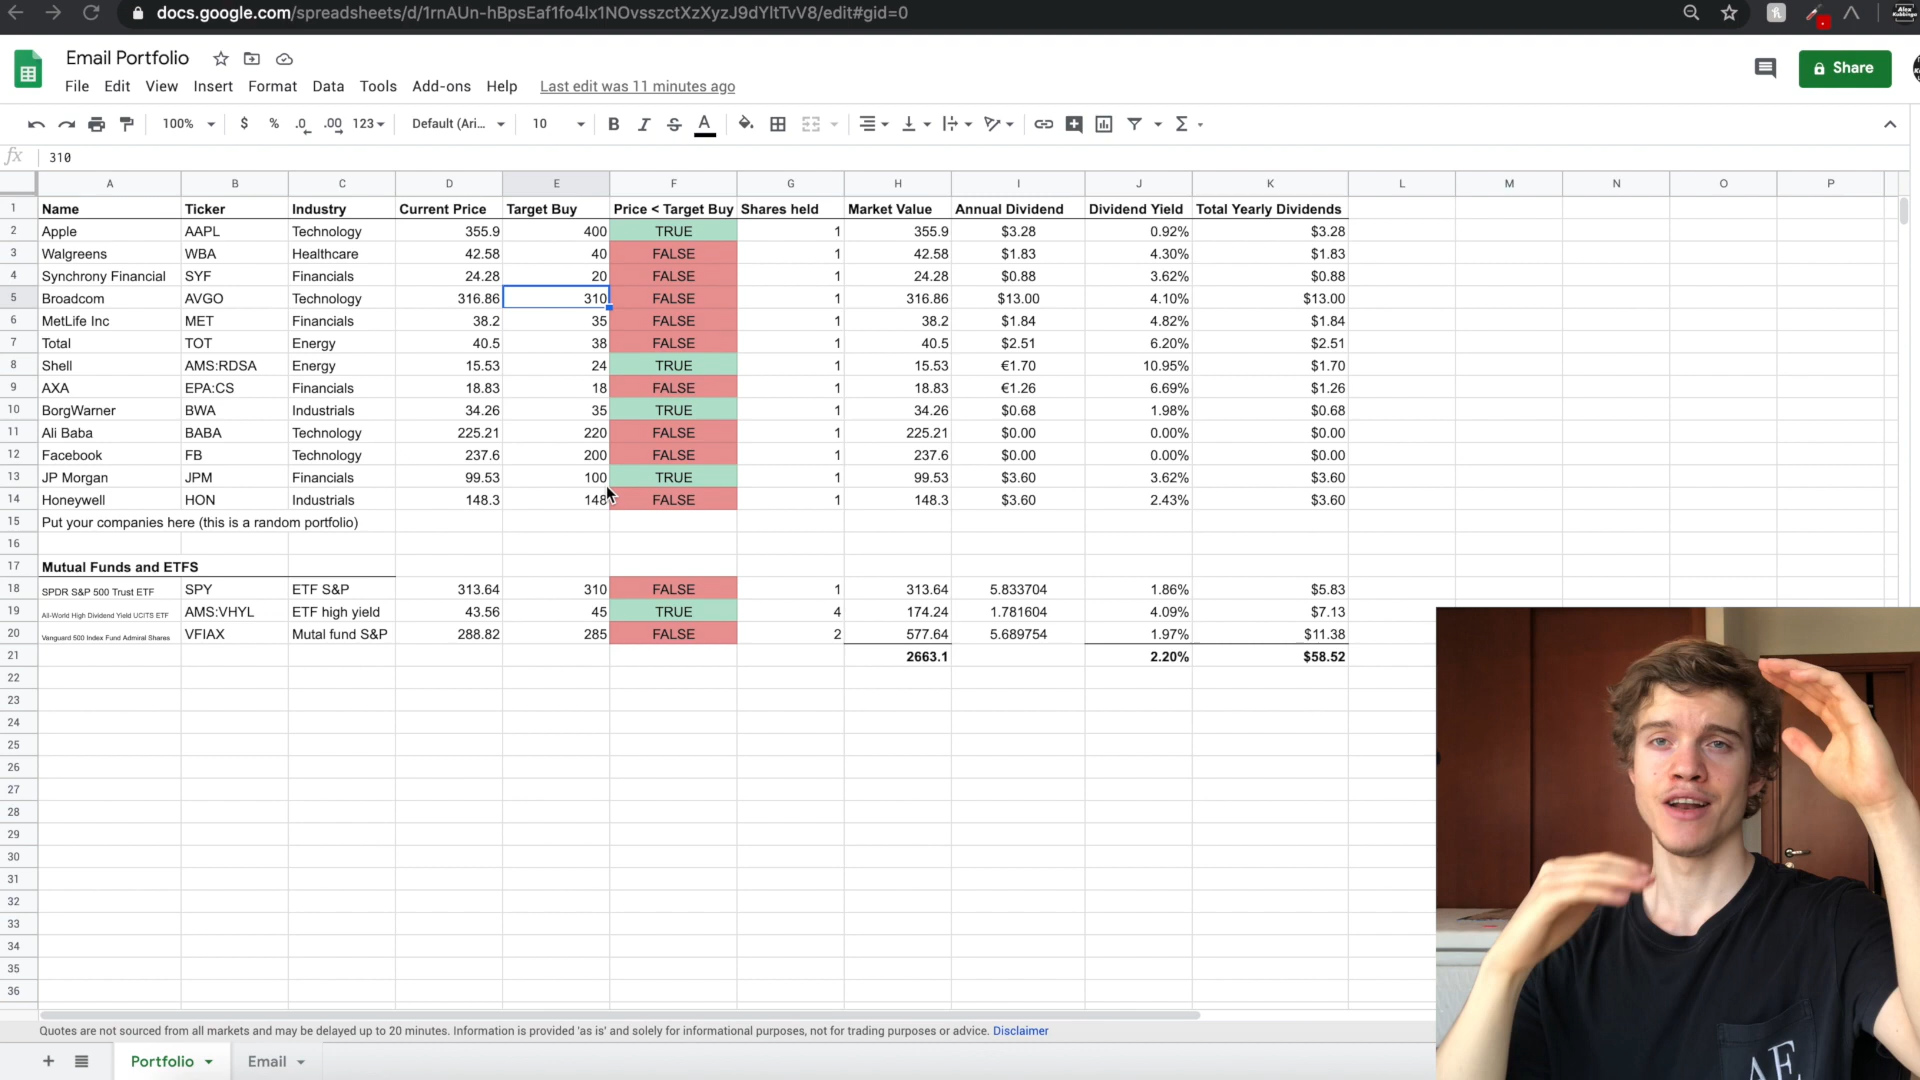 docs.google.com/spreadsheets/d/1rnAUn-hBpsEaf1fo4Ix1NOvsszctXzXyzJ9dYItTvV8/edit#gid=0
Email Portfolio
Share
File Edit View Insert Format Data Tools Add-ons Help Last edit was 11 minutes ago
100% $ % .0 .00 123 Default (Ari... 10 B I S A
fx 310
A B C D E F G H I J K L M N O P
1 Name Ticker Industry Current Price Target Buy Price < Target Buy Shares held Market Value Annual Dividend Dividend Yield Total Yearly Dividends
2 Apple AAPL Technology 355.9 400 TRUE 1 355.9 $3.28 0.92% $3.28
3 Walgreens WBA Healthcare 42.58 40 FALSE 1 42.58 $1.83 4.30% $1.83
4 Synchrony Financial SYF Financials 24.28 20 FALSE 1 24.28 $0.88 3.62% $0.88
5 Broadcom AVGO Technology 316.86 310 FALSE 1 316.86 $13.00 4.10% $13.00
6 MetLife Inc MET Financials 38.2 35 FALSE 1 38.2 $1.84 4.82% $1.84
7 Total TOT Energy 40.5 38 FALSE 1 40.5 $2.51 6.20% $2.51
8 Shell AMS:RDSA Energy 15.53 24 TRUE 1 15.53 €1.70 10.95% $1.70
9 AXA EPA:CS Financials 18.83 18 FALSE 1 18.83 €1.26 6.69% $1.26
10 BorgWarner BWA Industrials 34.26 35 TRUE 1 34.26 $0.68 1.98% $0.68
11 Ali Baba BABA Technology 225.21 220 FALSE 1 225.21 $0.00 0.00% $0.00
12 Facebook FB Technology 237.6 200 FALSE 1 237.6 $0.00 0.00% $0.00
13 JP Morgan JPM Financials 99.53 100 TRUE 1 99.53 $3.60 3.62% $3.60
14 Honeywell HON Industrials 148.3 148 FALSE 1 148.3 $3.60 2.43% $3.60
15 Put your companies here (this is a random portfolio)
16
17 Mutual Funds and ETFS
18 SPDR S&P 500 Trust ETF SPY ETF S&P 313.64 310 FALSE 1 313.64 5.833704 1.86% $5.83
19 All-World High Dividend Yield UCITS ETF AMS:VHYL ETF high yield 43.56 45 TRUE 4 174.24 1.781604 4.09% $7.13
20 Vanguard 500 Index Fund Admiral Shares VFIAX Mutal fund S&P 288.82 285 FALSE 2 577.64 5.689754 1.97% $11.38
21 2663.1 2.20% $58.52
22
23
24
25
26
27
28
29
30
31
32
33
34
35
36
Quotes are not sourced from all markets and may be delayed up to 20 minutes. Information is provided 'as is' and solely for informational purposes, not for trading purposes or advice. Disclaimer
Portfolio Email